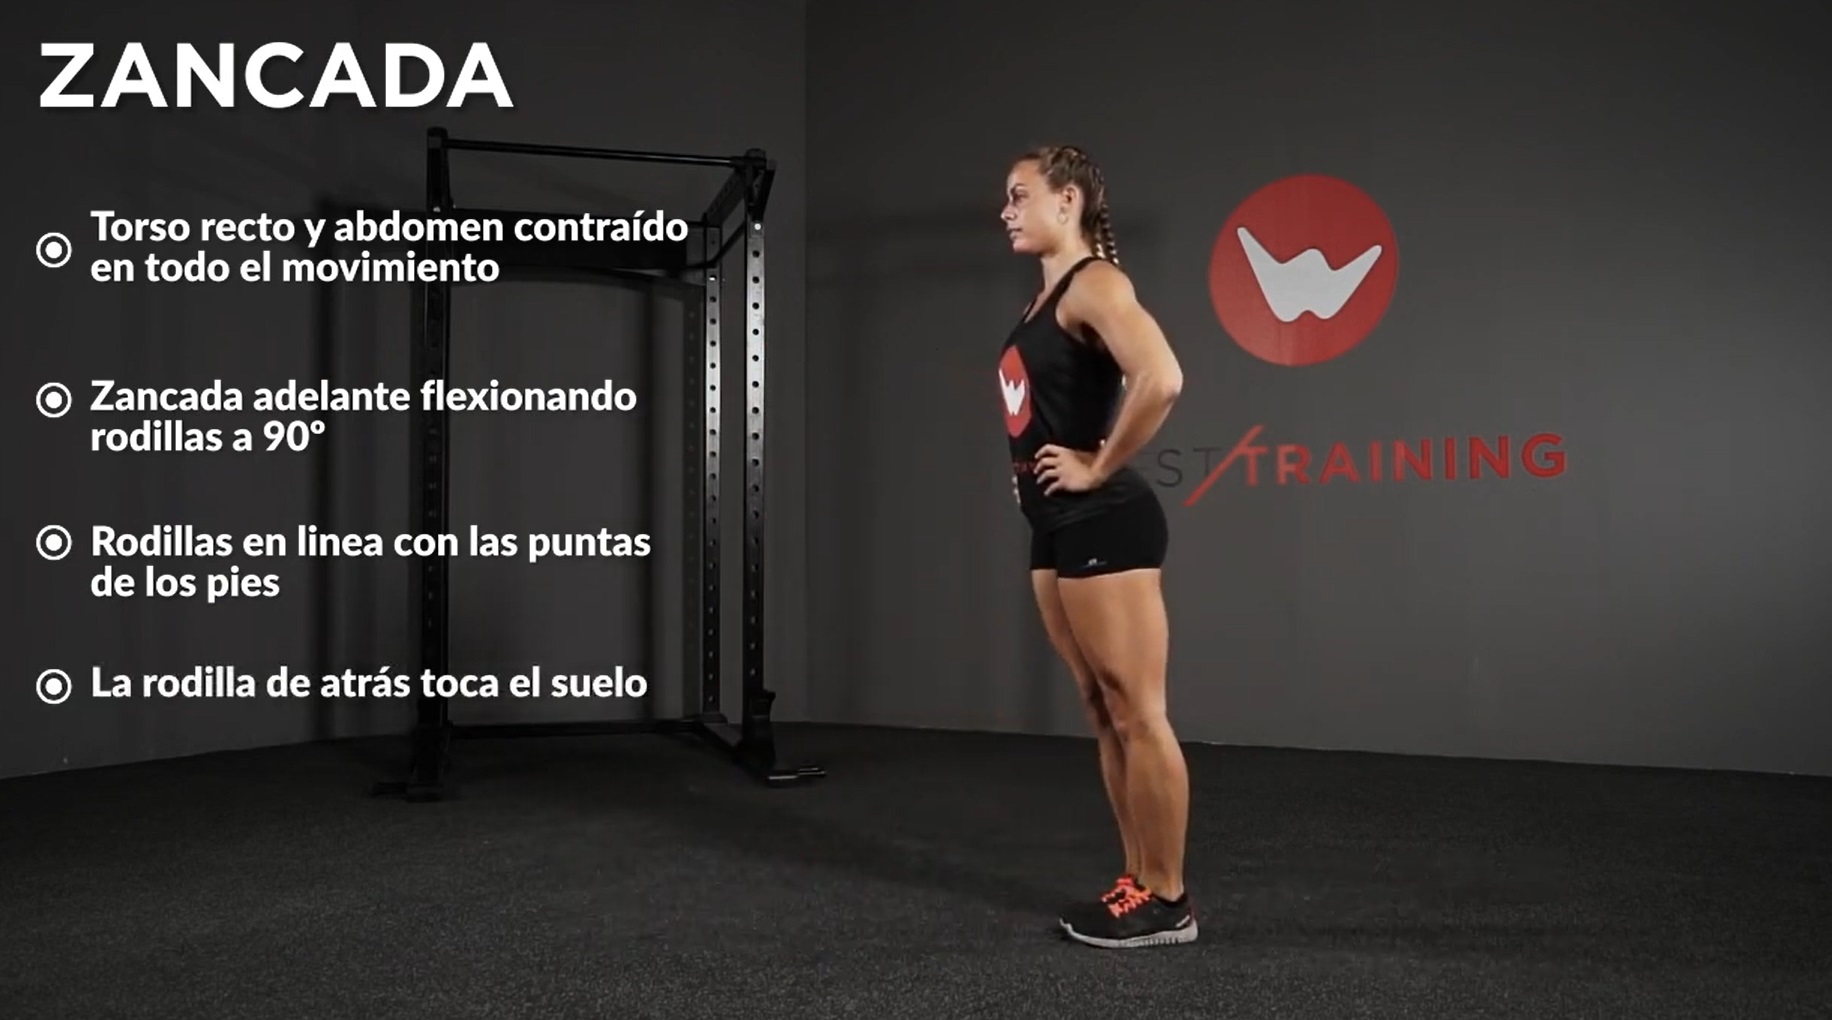 ZANCADA
Torso recto y abdomen contraído
en todo el movimiento
Zancada adelante flexionando
rodillas a 90º
Rodillas en linea con las puntas
de los pies
La rodilla de atrás toca el suelo
TRAINING